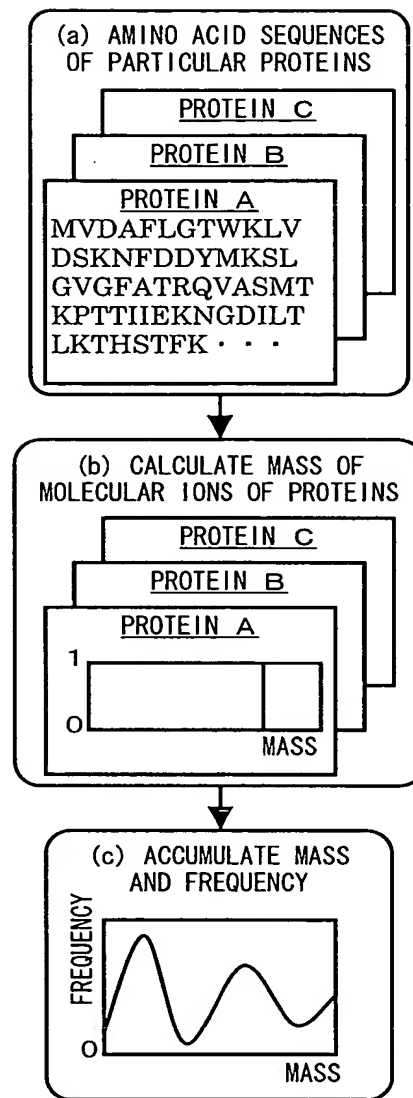 (a) AMINO ACID SEQUENCES
OF PARTICULAR PROTEINS
PROTEIN C
PROTEIN B
PROTEIN A
MVDAFLGTWKLV
DSKNFDDYMKSL
GVGFATRQVASMT
KPTTIIEKNGDILT
LKTHSTFK · · ·
(b) CALCULATE MASS OF
MOLECULAR IONS OF PROTEINS
PROTEIN C
PROTEIN B
PROTEIN A
1
0
MASS
(c) ACCUMULATE MASS
AND FREQUENCY
FREQUENCY
0
MASS